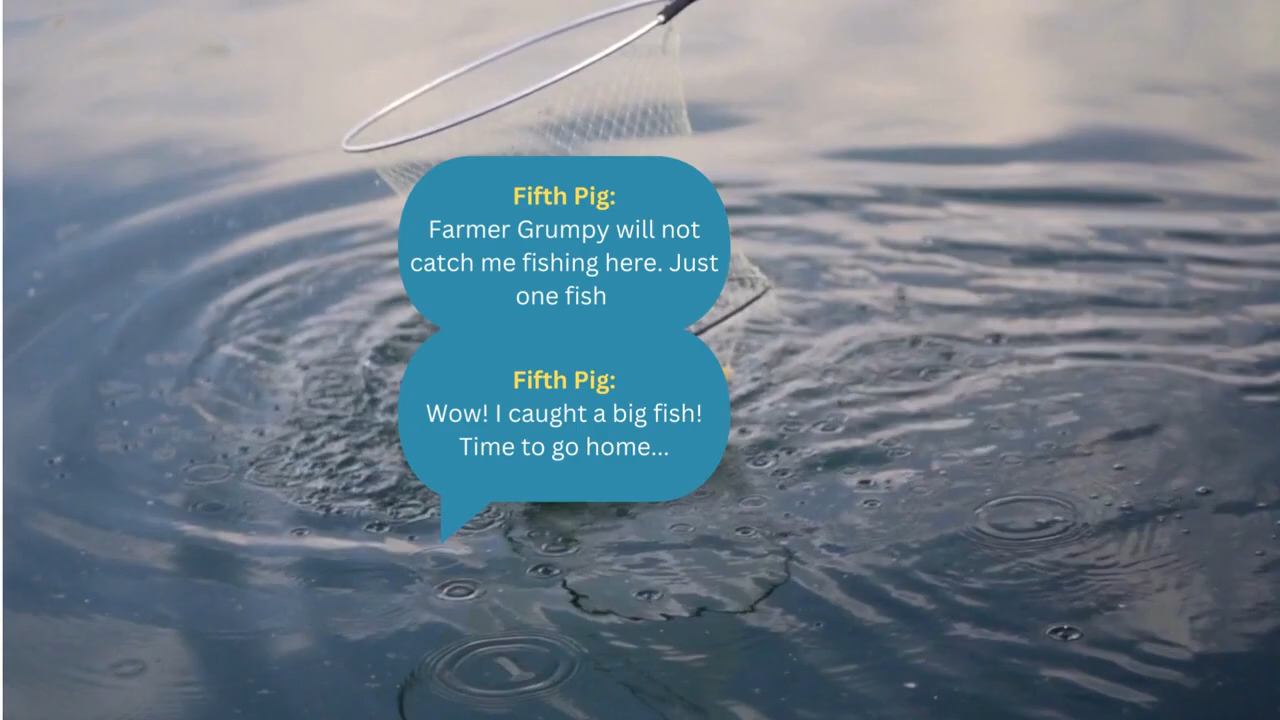 Fifth Pig:
Farmer Grumpy will not
catch me fishing here. Just
one fish
Fifth Pig:
Wow! I caught a big fish!
Time to go home...